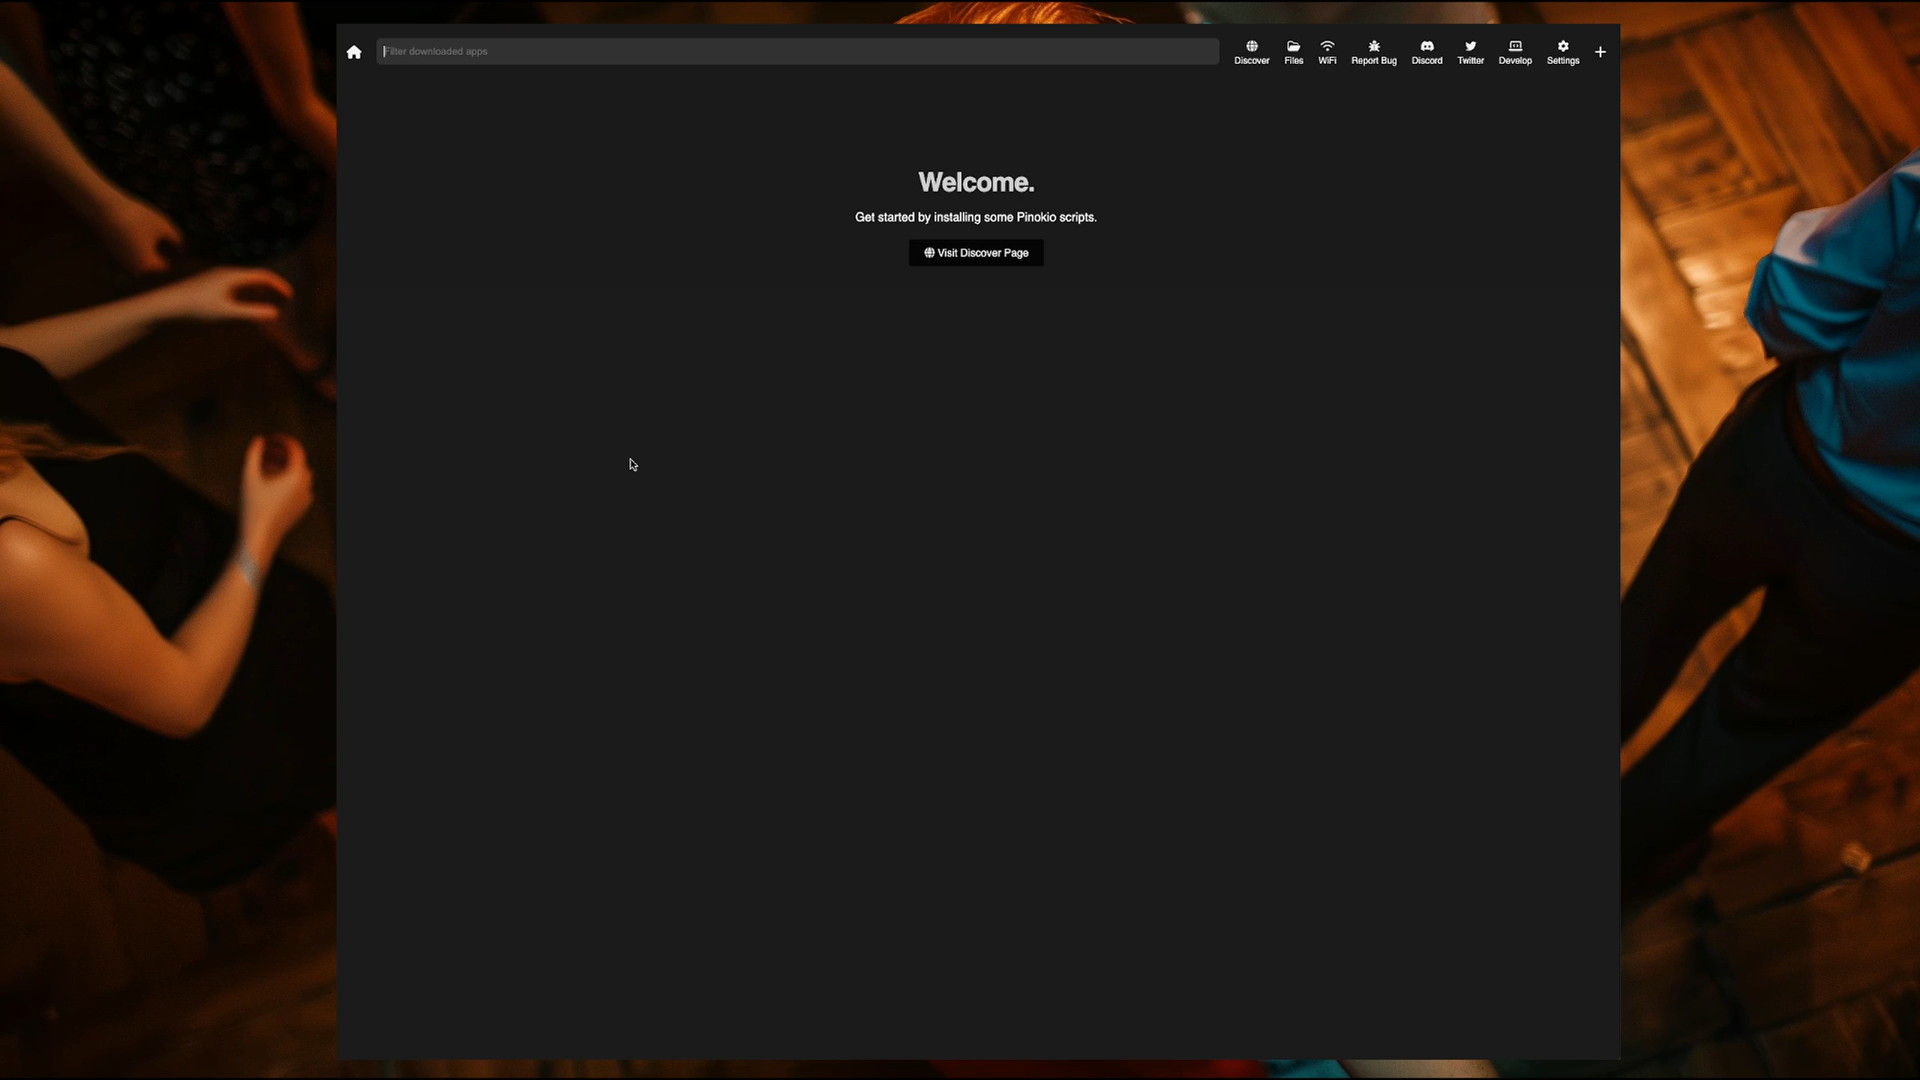 Filter downloaded apps
Discover
Files
WiFi
Report Bug
Discord
Twitter
Develop
Settings
Welcome.
Get started by installing some Pinokio scripts.
Visit Discover Page